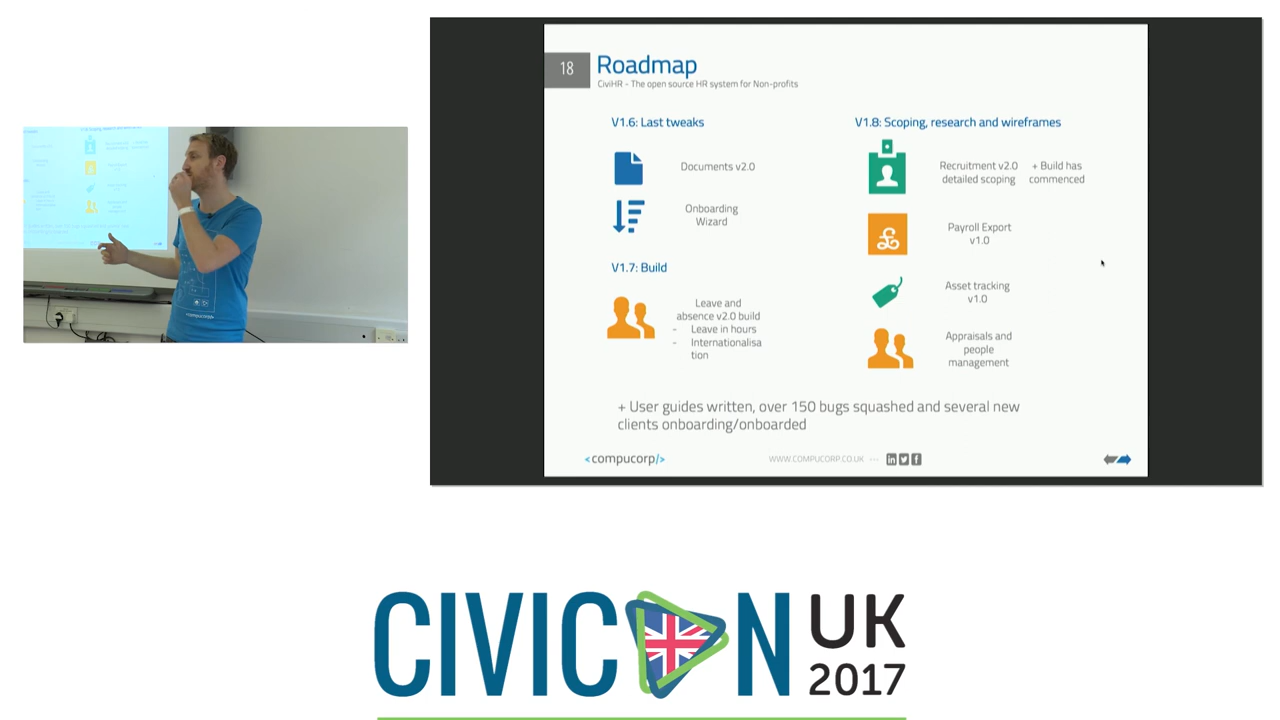 18
Roadmap
CiviHR - The open source HR system for Non-profits
V1.6: Last tweaks
Documents v2.0
Onboarding
Wizard
V1.7: Build
Leave and
absence v2.0 build
- Leave in hours
- Internationalisa
tion
V1.8: Scoping, research and wireframes
Recruitment v2.0
detailed scoping
+ Build has
commenced
Payroll Export
v1.0
Asset tracking
v1.0
Appraisals and
people
management
+ User guides written, over 150 bugs squashed and several new
clients onboarding/onboarded
<compucorp/>
WWW.COMPUCORP.CO.UK ---
CIVICON UK
2017